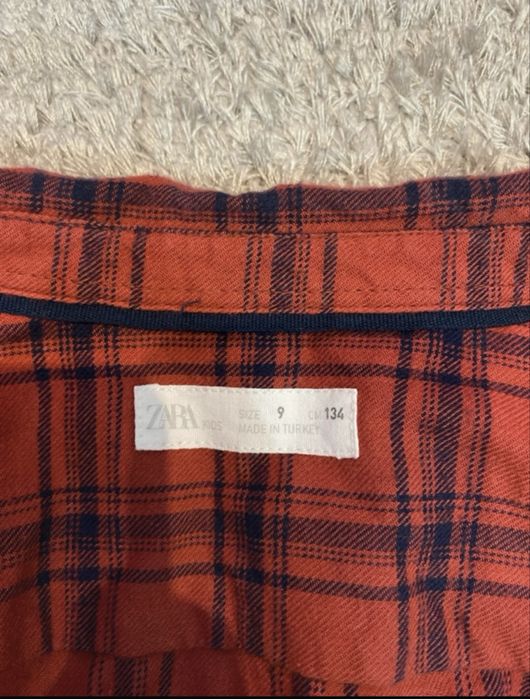 ZARA KIDS SIZE 9 CM 134
MADE IN TURKEY